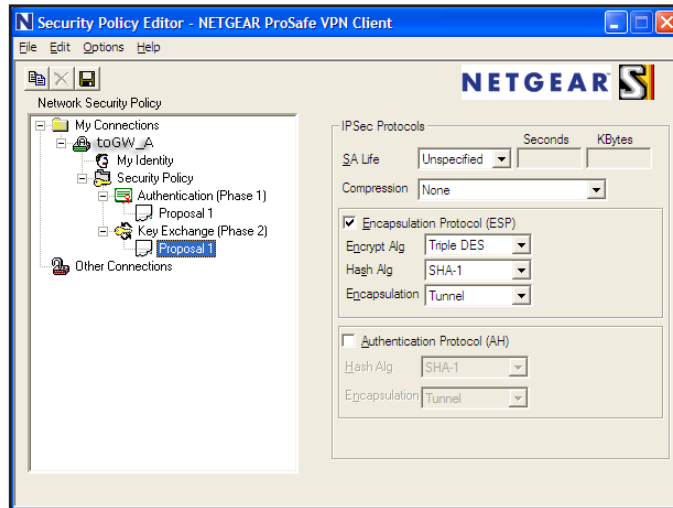 Security Policy Editor - NETGEAR ProSafe VPN Client
File Edit Options Help
NETGEAR
Network Security Policy
My Connections
toGW_A
My Identity
Security Policy
Authentication (Phase 1)
Proposal 1
Key Exchange (Phase 2)
Proposal 1
Other Connections
IPSec Protocols
Seconds KBytes
SA Life Unspecified
Compression None
Encapsulation Protocol (ESP)
Encrypt Alg Triple DES
Hash Alg SHA-1
Encapsulation Tunnel
Authentication Protocol (AH)
Hash Alg SHA-1
Encapsulation Tunnel